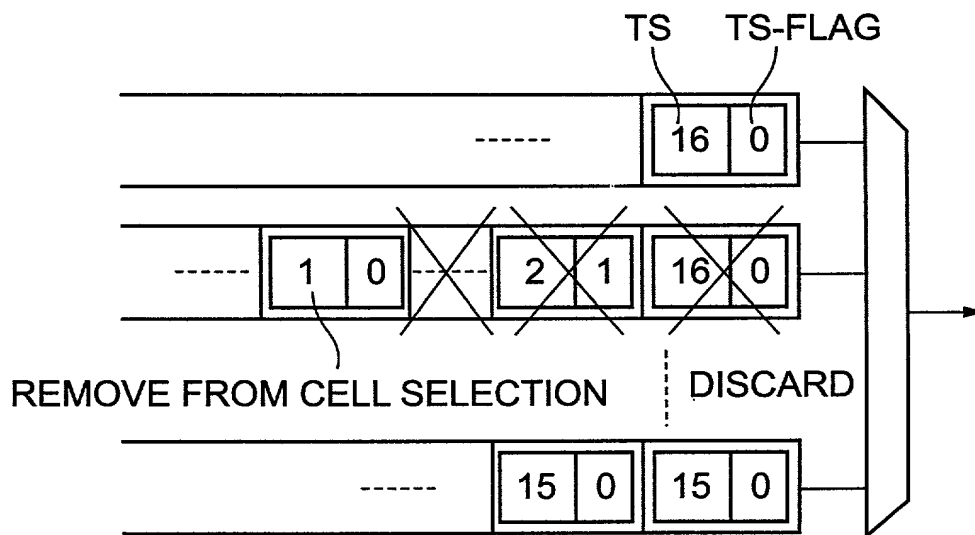 TS TS-FLAG
16 0
1 0 2 1 16 0
REMOVE FROM CELL SELECTION DISCARD
15 0 15 0